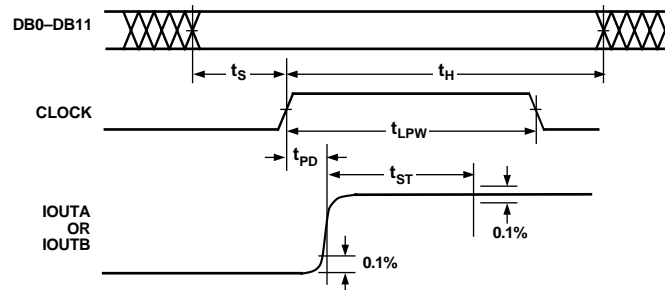 DB0–DB11
tS
tH
CLOCK
tLPW
tPD
tST
IOUTA
OR
IOUTB
0.1%
0.1%